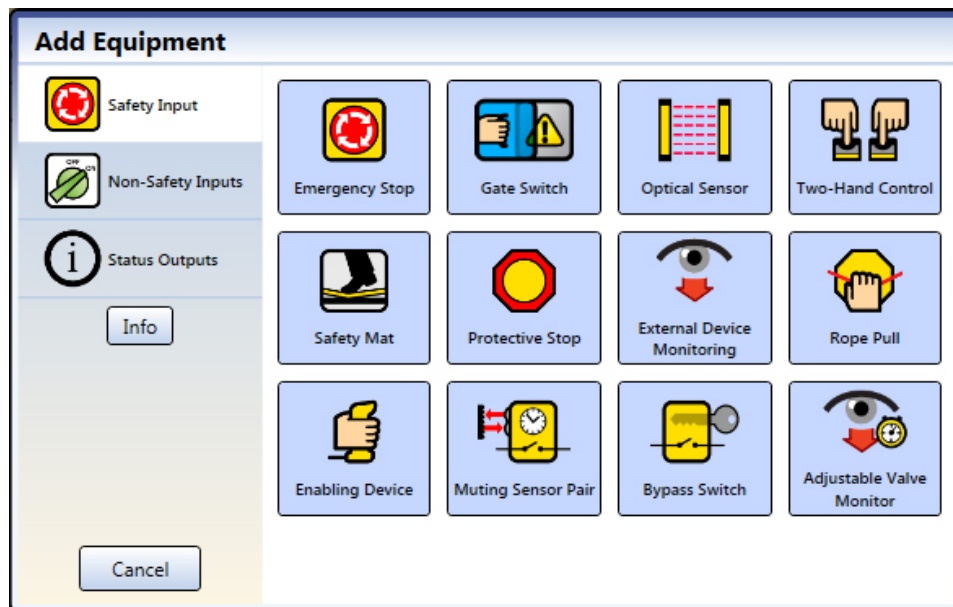 Add Equipment
Safety Input
OFF
ON
Non-Safety Inputs
i
Status Outputs
Info
Cancel
Emergency Stop
Gate Switch
Optical Sensor
Two-Hand Control
Safety Mat
Protective Stop
External Device
Monitoring
Rope Pull
Enabling Device
Muting Sensor Pair
Bypass Switch
Adjustable Valve
Monitor